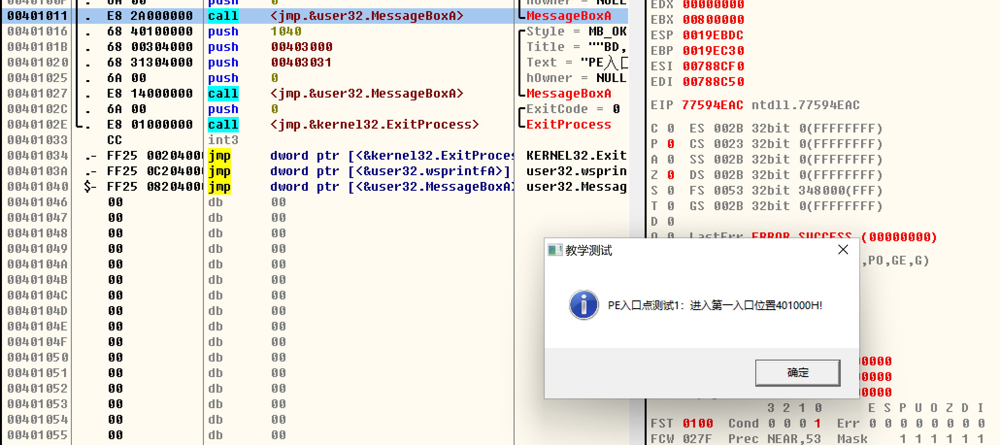 00401011 . E8 2A000000 call <jmp.&user32.MessageBoxA> MessageBoxA
00401016 . 68 40100000 push 1040 Style = MB_OK
0040101B . 68 00304000 push 00403000 Title = """BD,
00401020 . 68 31304000 push 00403031 Text = "PE入口
00401025 . 6A 00 push 0 hOwner = NULL
00401027 . E8 14000000 call <jmp.&user32.MessageBoxA> MessageBoxA
0040102C . 6A 00 push 0 ExitCode = 0
0040102E . E8 01000000 call <jmp.&kernel32.ExitProcess> ExitProcess
00401033 CC int3
00401034 .- FF25 00204000 jmp dword ptr [<&kernel32.ExitProces KERNEL32.Exit
0040103A .- FF25 0C204000 jmp dword ptr [<&user32.wsprintfA>] user32.wsprin
00401040 $- FF25 08204000 jmp dword ptr [<&user32.MessageBoxA> user32.Messag
00401046 00 db 00
00401047 00 db 00
00401048 00 db 00
00401049 00 db 00
0040104A 00 db 00
0040104B 00 db 00
0040104C 00 db 00
0040104D 00 db 00
0040104E 00 db 00
0040104F 00 db 00
00401050 00 db 00
00401051 00 db 00
00401052 00 db 00
00401053 00 db 00
00401054 00 db 00
00401055 00 db 00
EDX 00000000
EBX 00800000
ESP 0019EBDC
EBP 0019EC30
ESI 00788CF0
EDI 00788C50
EIP 77594EAC ntdll.77594EAC
C 0 ES 002B 32bit 0(FFFFFFFF)
P 0 CS 0023 32bit 0(FFFFFFFF)
A 0 SS 002B 32bit 0(FFFFFFFF)
Z 0 DS 002B 32bit 0(FFFFFFFF)
S 0 FS 0053 32bit 348000(FFF)
T 0 GS 002B 32bit 0(FFFFFFFF)
D 0
O 0 LastErr ERROR_SUCCESS (00000000)
,PO,GE,G)
教学测试
PE入口点测试1：进入第一入口位置401000H!
确定
0000
0000
0000
3 2 1 0 E S P U O Z D I
FST 0100 Cond 0 0 0 1 Err 0 0 0 0 0 0 0 0
FCW 027F Prec NEAR,53 Mask 1 1 1 1 1 1